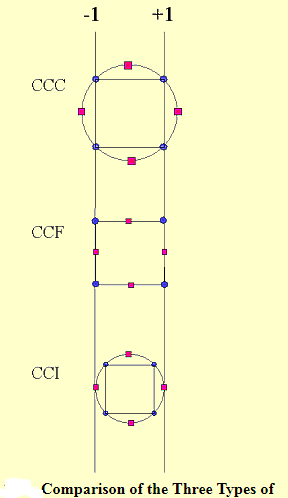 -1 +1
CCC
CCF
CCI
Comparison of the Three Types of